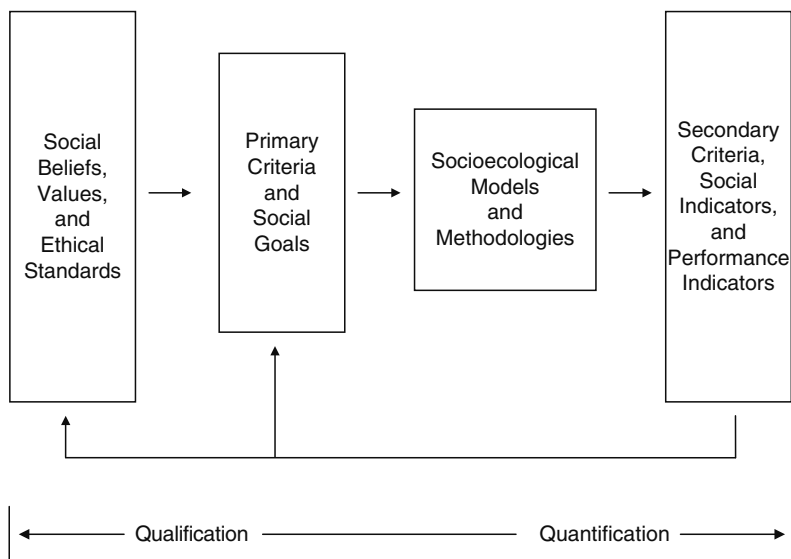 Social
Beliefs,
Values,
and
Ethical
Standards
Primary
Criteria
and
Social
Goals
Socioecological
Models
and
Methodologies
Secondary
Criteria,
Social
Indicators,
and
Performance
Indicators
Qualification
Quantification